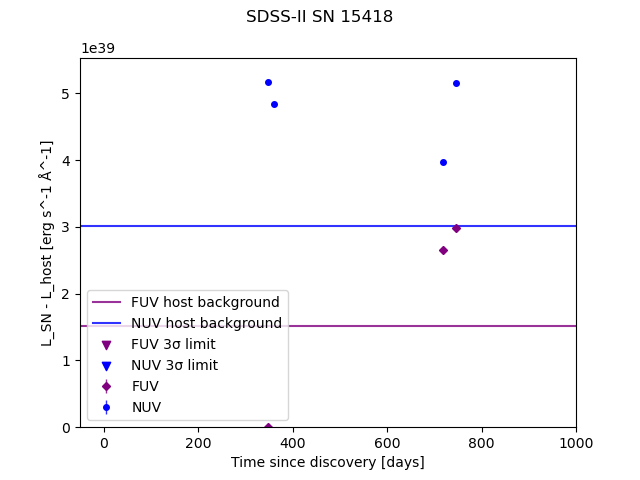 SDSS-II SN 15418
1e39
L_SN - L_host [erg s^-1 Å^-1]
5
4
3
2
1
0
FUV host background
NUV host background
FUV 3σ limit
NUV 3σ limit
FUV
NUV
0 200 400 600 800 1000
Time since discovery [days]